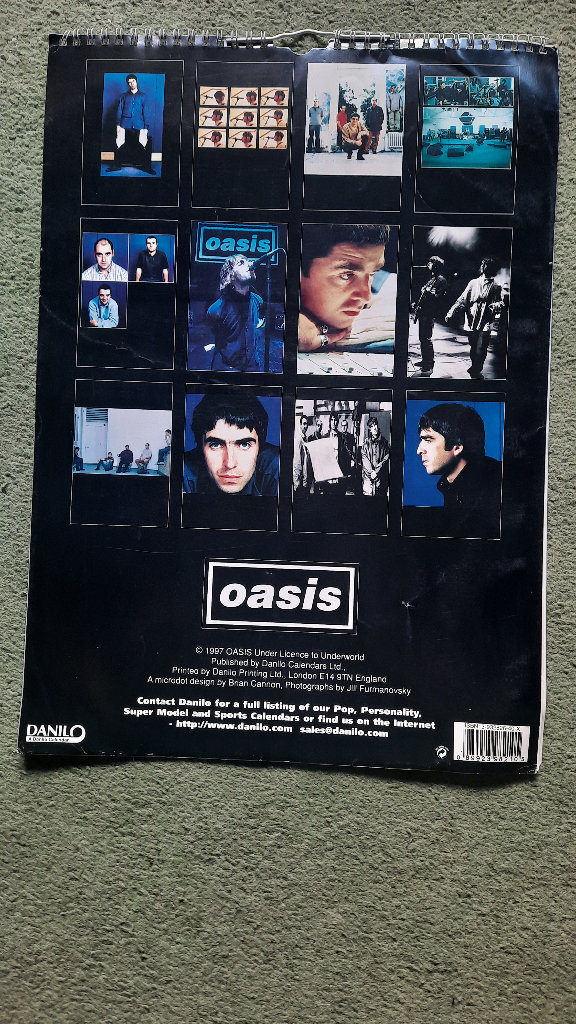 oasis
oasis
© 1997 OASIS Under Licence to Underworld
Published by Danilo Calendars Ltd.,
Printed by Danilo Printing Ltd., London E14 9TN England
A microdot design by Brian Cannon, Photographs by Jill Furmanovsky
Contact Danilo for a full listing of our Pop, Personality,
Super Model and Sports Calendars or find us on the Internet
- http://www.danilo.com sales@danilo.com
DANILO
A Danilo Calendar
ISBN